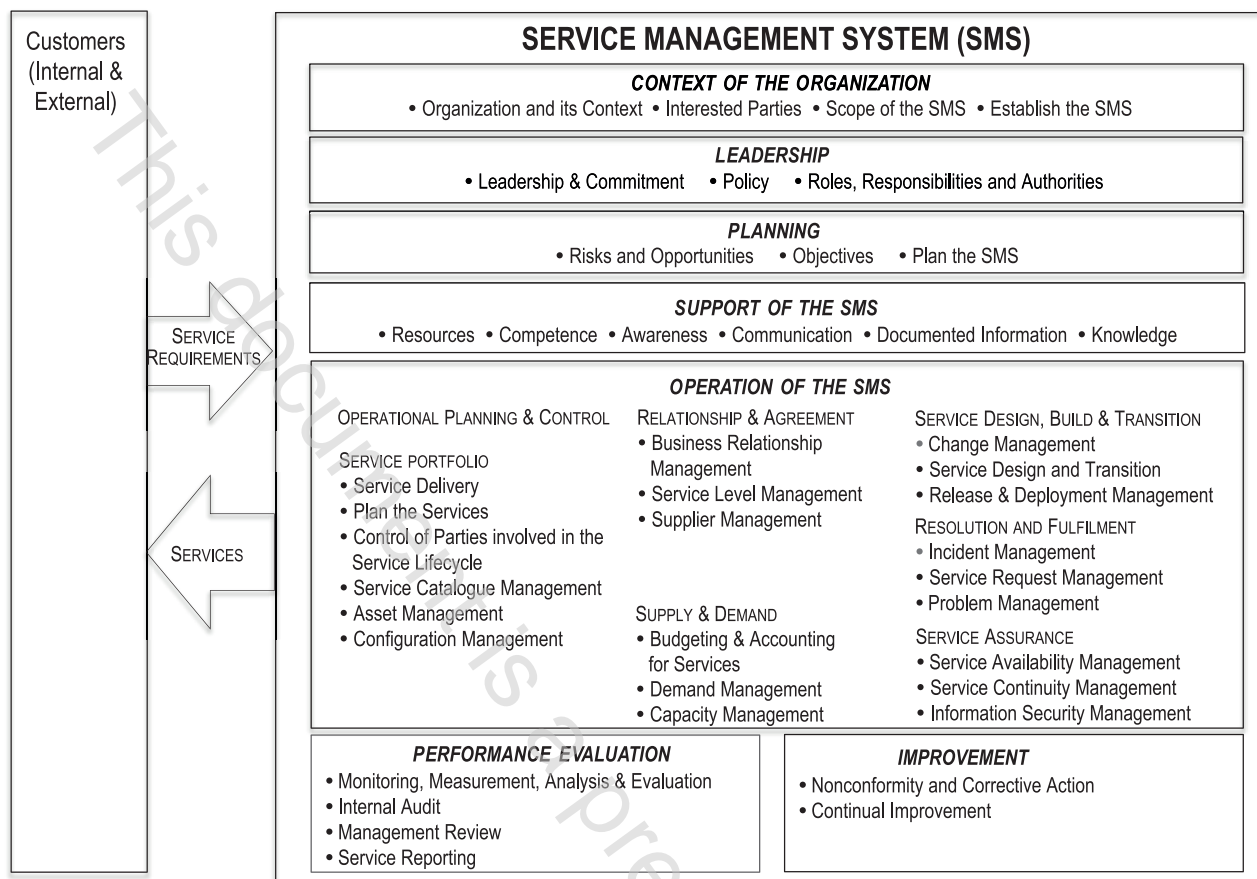 Customers
(Internal &
External)
SERVICE MANAGEMENT SYSTEM (SMS)
CONTEXT OF THE ORGANIZATION
• Organization and its Context • Interested Parties • Scope of the SMS • Establish the SMS
LEADERSHIP
• Leadership & Commitment • Policy • Roles, Responsibilities and Authorities
PLANNING
• Risks and Opportunities • Objectives • Plan the SMS
SUPPORT OF THE SMS
• Resources • Competence • Awareness • Communication • Documented Information • Knowledge
SERVICE
REQUIREMENTS
SERVICES
OPERATION OF THE SMS
OPERATIONAL PLANNING & CONTROL
SERVICE PORTFOLIO
• Service Delivery
• Plan the Services
• Control of Parties involved in the
Service Lifecycle
• Service Catalogue Management
• Asset Management
• Configuration Management
RELATIONSHIP & AGREEMENT
• Business Relationship
Management
• Service Level Management
• Supplier Management
SUPPLY & DEMAND
• Budgeting & Accounting
for Services
• Demand Management
• Capacity Management
SERVICE DESIGN, BUILD & TRANSITION
• Change Management
• Service Design and Transition
• Release & Deployment Management
RESOLUTION AND FULFILMENT
• Incident Management
• Service Request Management
• Problem Management
SERVICE ASSURANCE
• Service Availability Management
• Service Continuity Management
• Information Security Management
PERFORMANCE EVALUATION
• Monitoring, Measurement, Analysis & Evaluation
• Internal Audit
• Management Review
• Service Reporting
IMPROVEMENT
• Nonconformity and Corrective Action
• Continual Improvement
This document is a pre